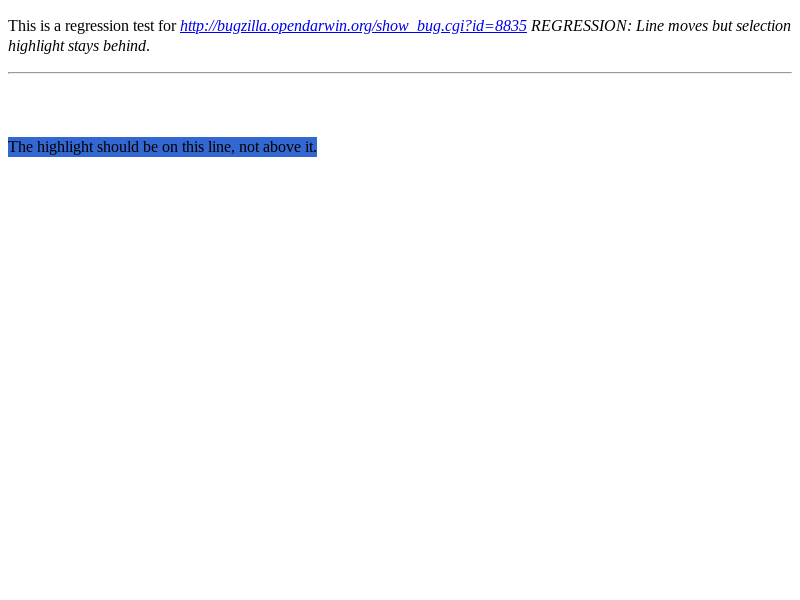 This is a regression test for http://bugzilla.opendarwin.org/show_bug.cgi?id=8835 REGRESSION: Line moves but selection
highlight stays behind.
The highlight should be on this line, not above it.